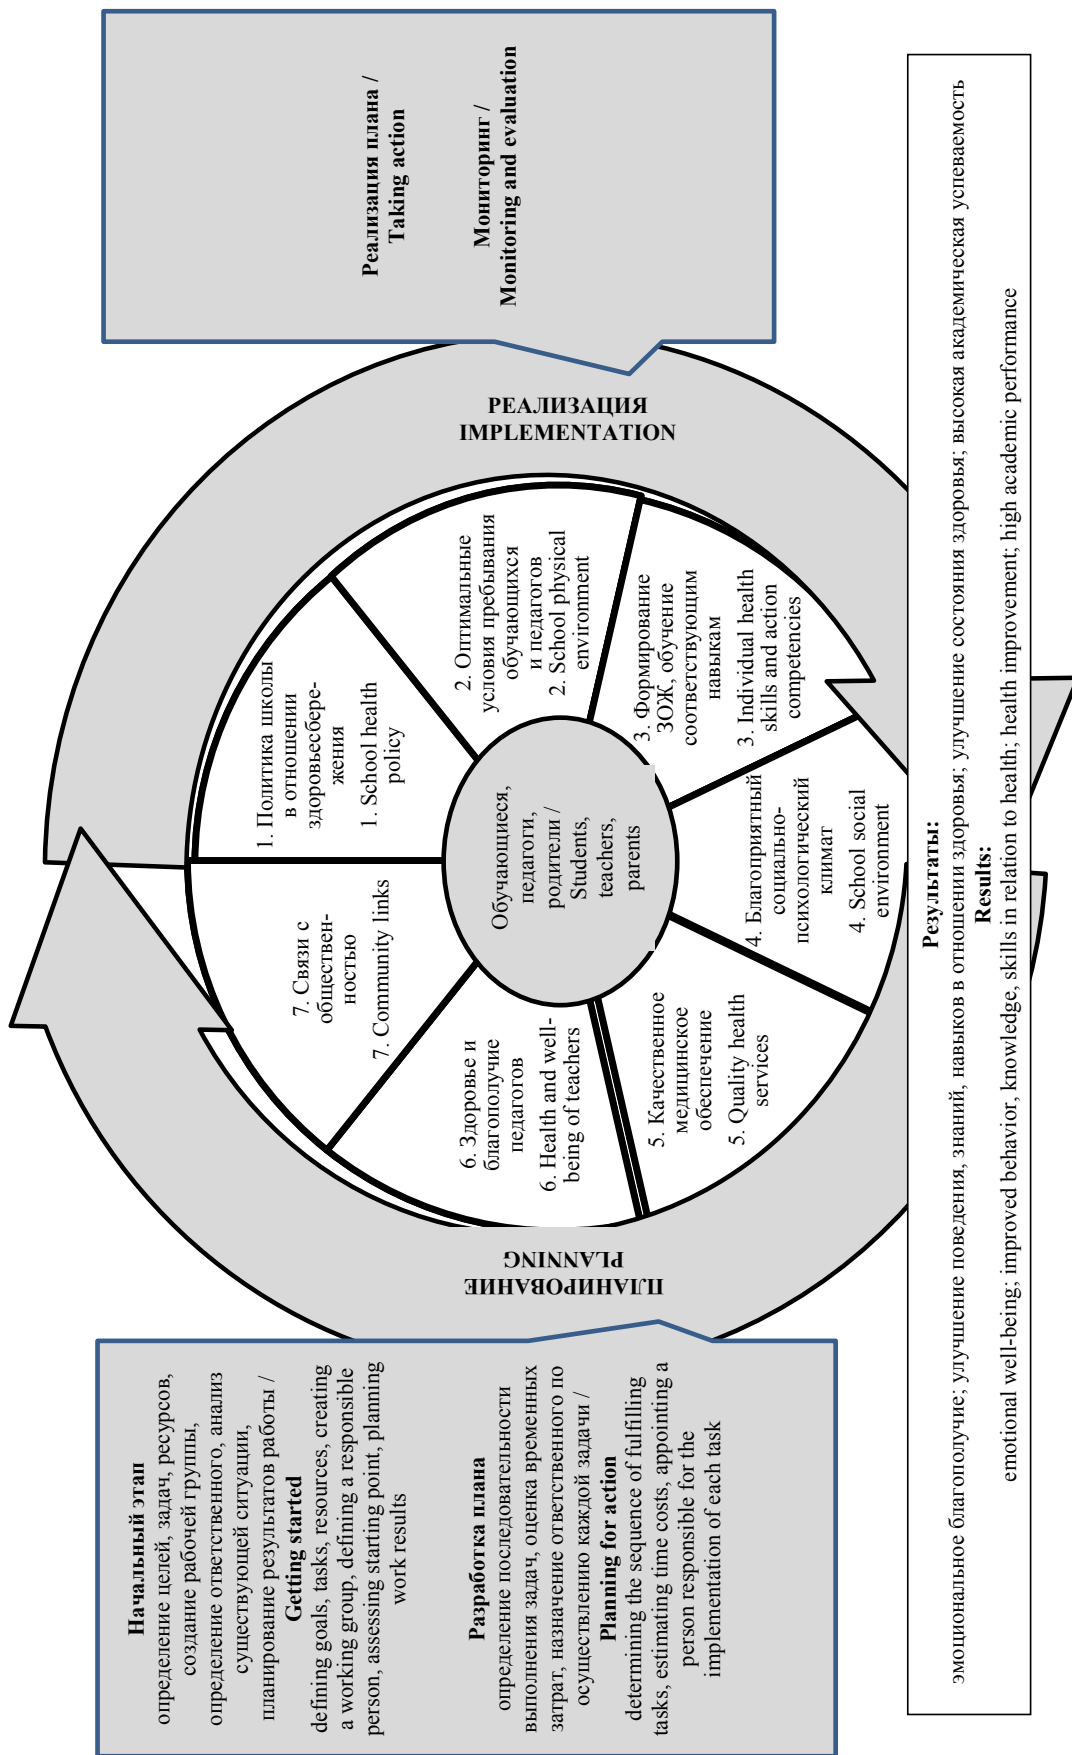 Начальный этап
определение целей, задач, ресурсов,
создание рабочей группы,
определение ответственного, анализ
существующей ситуации,
планирование результатов работы /
Getting started
defining goals, tasks, resources, creating
a working group, defining a responsible
person, assessing starting point, planning
work results
Разработка плана
определение последовательности
выполнения задач, оценка временных
затрат, назначение ответственного по
осуществлению каждой задачи /
Planning for action
determining the sequence of fulfilling
tasks, estimating time costs, appointing a
person responsible for the
implementation of each task
ПЛАНИРОВАНИЕ
PLANNING
1. Политика школы
в отношении
здоровьесбере-
жения
1. School health
policy
2. Оптимальные
условия пребывания
обучающихся
и педагогов
2. School physical
environment
3. Формирование
ЗОЖ, обучение
соответствующим
навыкам
3. Individual health
skills and action
competencies
4. Благоприятный
социально-
психологический
климат
4. School social
environment
5. Качественное
медицинское
обеспечение
5. Quality health
services
6. Здоровье и
благополучие
педагогов
6. Health and well-
being of teachers
7. Связи с
обществен-
ностью
7. Community links
Обучающиеся,
педагоги,
родители /
Students,
teachers,
parents
РЕАЛИЗАЦИЯ
IMPLEMENTATION
Реализация плана /
Taking action
Мониторинг /
Monitoring and evaluation
Результаты:
эмоциональное благополучие; улучшение поведения, знаний, навыков в отношении здоровья; улучшение состояния здоровья; высокая академическая успеваемость
Results:
emotional well-being; improved behavior, knowledge, skills in relation to health; health improvement; high academic performance